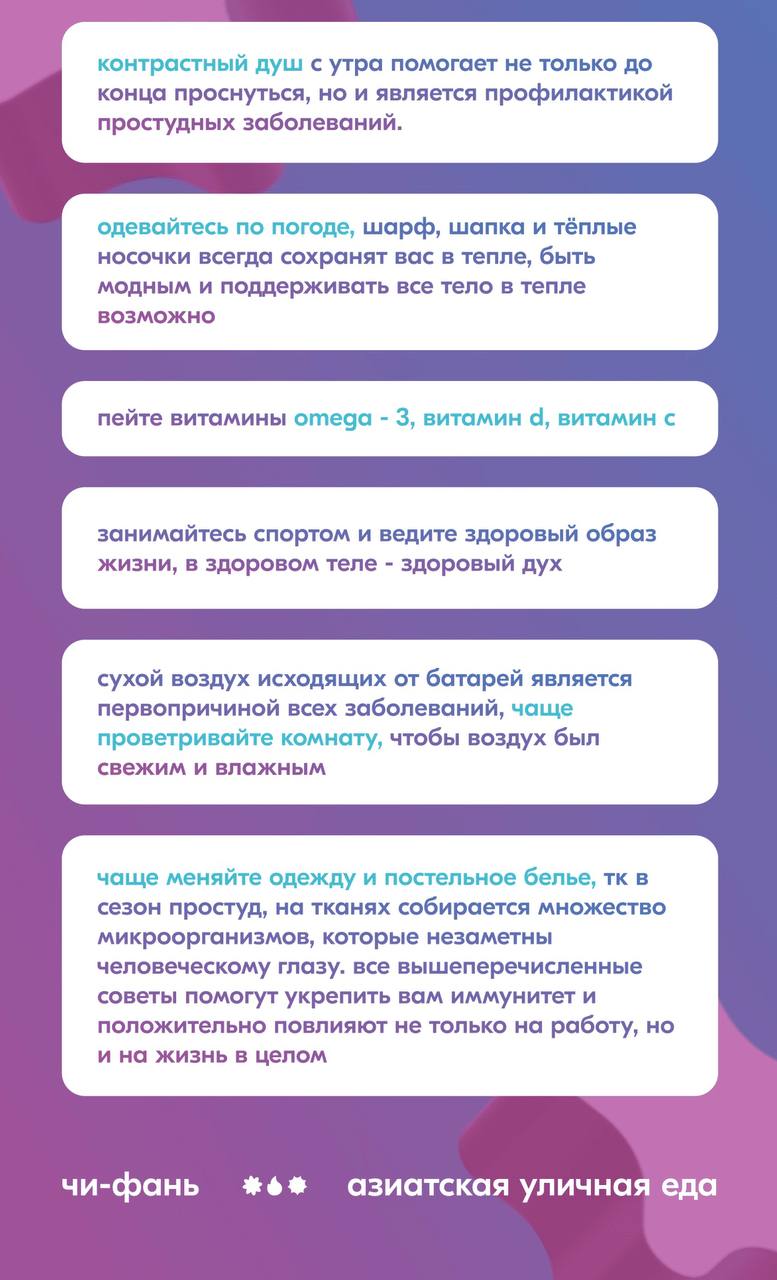 контрастный душ с утра помогает не только до
конца проснуться, но и является профилактикой
простудных заболеваний.
одевайтесь по погоде, шарф, шапка и тёплые
носочки всегда сохранят вас в тепле, быть
модным и поддерживать все тело в тепле
возможно
пейте витамины omega - 3, витамин d, витамин c
занимайтесь спортом и ведите здоровый образ
жизни, в здоровом теле - здоровый дух
сухой воздух исходящих от батарей является
первопричиной всех заболеваний, чаще
проветривайте комнату, чтобы воздух был
свежим и влажным
чаще меняйте одежду и постельное белье, тк в
сезон простуд, на тканях собирается множество
микроорганизмов, которые незаметны
человеческому глазу. все вышеперечисленные
советы помогут укрепить вам иммунитет и
положительно повлияют не только на работу, но
и на жизнь в целом
чи-фань азиатская уличная еда